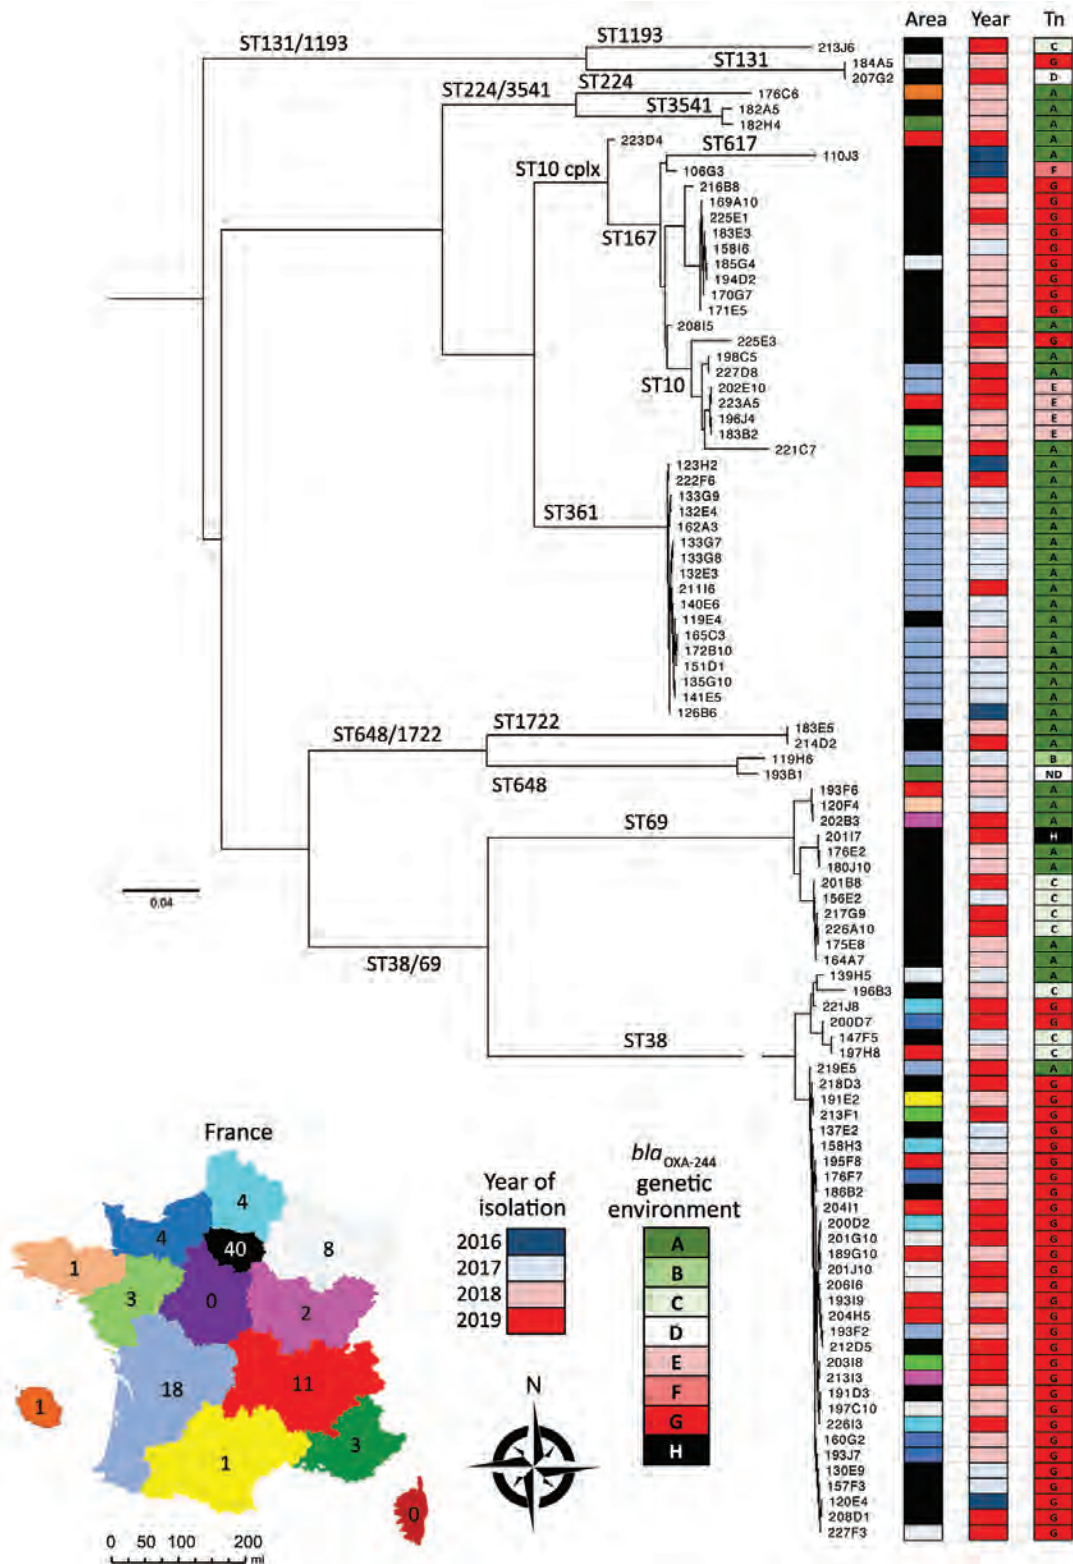 Area Year Tn
ST131/1193
ST1193
213J6 C
ST131
184A5 G
207G2 D
ST224/3541
ST224
176C6 A
ST3541
182A5 A
182H4 A
223D4 A
ST617
110J3 A
ST10 cplx
106G3 F
216B8 G
169A10 G
225E1 G
ST167
183E3 G
158I6 G
185G4 G
194D2 G
170G7 G
171E5 G
208I5 A
225E3 G
198C5 A
227D8 A
ST10
202E10 E
223A5 E
196J4 E
183B2 E
221C7 A
123H2 A
222F6 A
133G9 A
ST361
132E4 A
162A3 A
133G7 A
133G8 A
132E3 A
211I6 A
140E6 A
119E4 A
165C3 A
172B10 A
151D1 A
135G10 A
141E5 A
126B6 A
ST648/1722
ST1722
183E5 A
214D2 A
119H6 B
193B1 ND
ST648
193F6 A
120F4 A
202B3 A
ST69
201I7 H
176E2 A
180J10 A
201B8 C
156E2 C
217G9 C
226A10 C
175E8 A
164A7 A
0.04
ST38/69
139H5 A
196B3 C
221J8 G
200D7 G
ST38
147F5 C
197H8 C
219E5 A
218D3 G
191E2 G
213F1 G
137E2 G
158H3 G
195F8 G
176F7 G
186B2 G
204I1 G
200D2 G
201G10 G
189G10 G
201J10 G
206I6 G
193I9 G
204H5 G
193F2 G
212D5 G
203I8 G
213I3 G
191D3 G
197C10 G
226I3 G
160G2 G
193J7 G
130E9 G
157F3 G
120E4 G
208D1 G
227F3 G
France
4
4
40
8
1
3
0
2
18
11
1
1
3
0
0 50 100 200
mi
Year of
isolation
2016
2017
2018
2019
N
bla OXA-244
genetic
environment
A
B
C
D
E
F
G
H